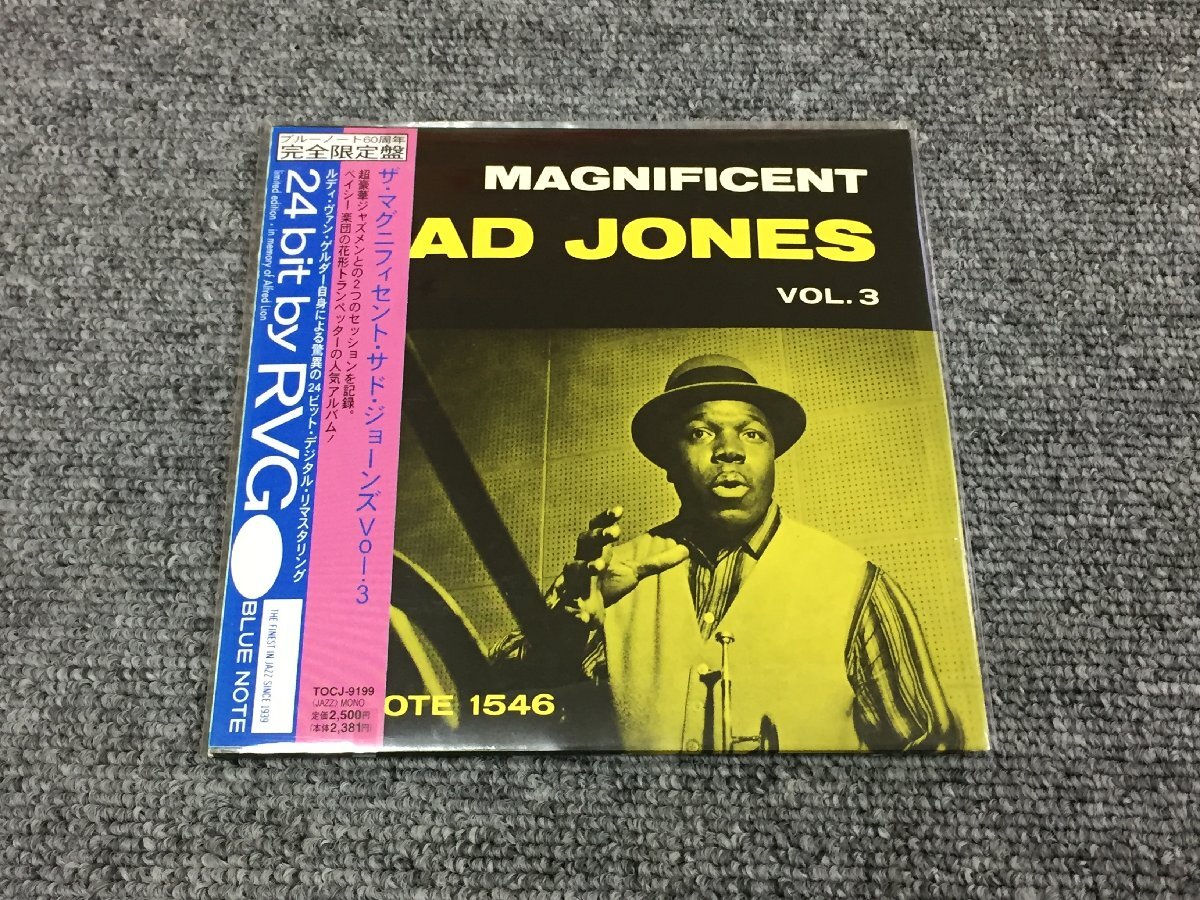 ブルーノート60周年
完全限定盤
ザ・マグニフィセント・サド・ジョーンズVol.3
超豪華ジャズメンとの2つのセッションを記録。
ベイシー楽団の花形トランペッターの人気アルバム!
ルディ・ヴァン・ゲルダー自身による驚異の24ビット・デジタル・リマスタリング
24 bit by RVG
limited edition・in memory of Alfred Lion
BLUE NOTE
THE FINEST IN JAZZ SINCE 1939
TOCJ-9199
(JAZZ) MONO
定価2,500円
(本体2,381円)
MAGNIFICENT
AD JONES
VOL. 3
OTE 1546